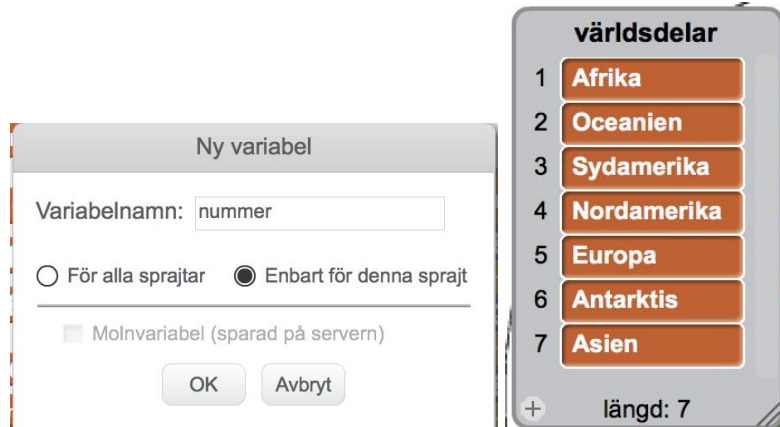 Ny variabel
Variabelnamn: nummer
För alla sprajtar Enbart för denna sprajt
Molnvariabel (sparad på servern)
OK Avbryt
världsdelar
1 Afrika
2 Oceanien
3 Sydamerika
4 Nordamerika
5 Europa
6 Antarktis
7 Asien
+ längd: 7